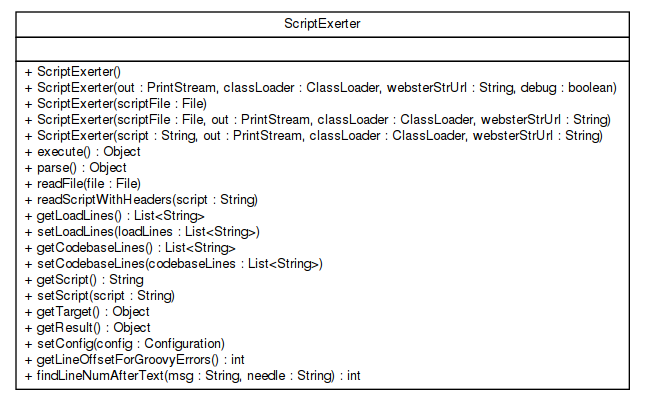 ScriptExerter
+ ScriptExerter()
+ ScriptExerter(out : PrintStream, classLoader : ClassLoader, websterStrUrl : String, debug : boolean)
+ ScriptExerter(scriptFile : File)
+ ScriptExerter(scriptFile : File, out : PrintStream, classLoader : ClassLoader, websterStrUrl : String)
+ ScriptExerter(script : String, out : PrintStream, classLoader : ClassLoader, websterStrUrl : String)
+ execute() : Object
+ parse() : Object
+ readFile(file : File)
+ readScriptWithHeaders(script : String)
+ getLoadLines() : List<String>
+ setLoadLines(loadLines : List<String>)
+ getCodebaseLines() : List<String>
+ setCodebaseLines(codebaseLines : List<String>)
+ getScript() : String
+ setScript(script : String)
+ getTarget() : Object
+ getResult() : Object
+ setConfig(config : Configuration)
+ getLineOffsetForGroovyErrors() : int
+ findLineNumAfterText(msg : String, needle : String) : int